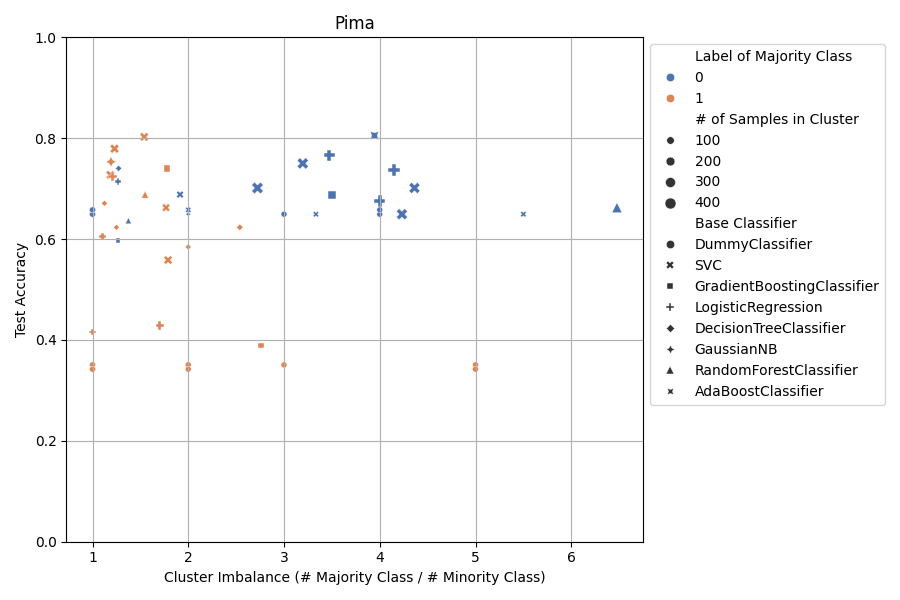 Pima
Test Accuracy
1.0
0.8
0.6
0.4
0.2
0.0
1 2 3 4 5 6
Cluster Imbalance (# Majority Class / # Minority Class)
Label of Majority Class
0
1
# of Samples in Cluster
100
200
300
400
Base Classifier
DummyClassifier
SVC
GradientBoostingClassifier
LogisticRegression
DecisionTreeClassifier
GaussianNB
RandomForestClassifier
AdaBoostClassifier